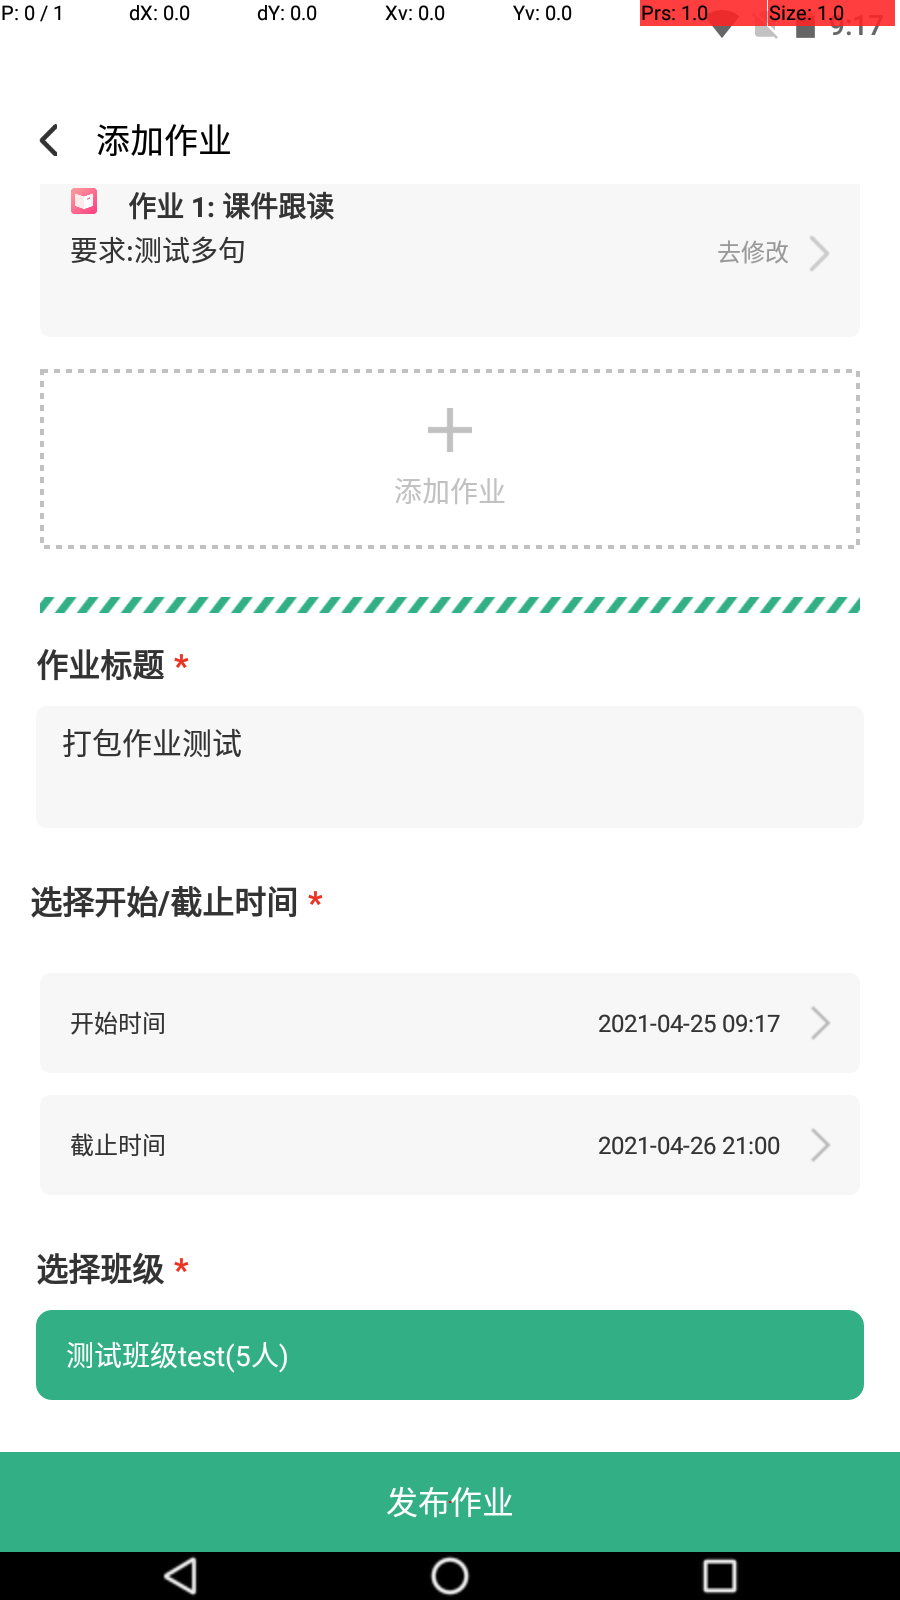 P: 0 / 1 dX: 0.0 dY: 0.0 Xv: 0.0 Yv: 0.0 Prs: 1.0 Size: 1.0
9:17
添加作业
作业 1: 课件跟读
要求:测试多句
去修改
添加作业
作业标题 *
打包作业测试
选择开始/截止时间 *
开始时间 2021-04-25 09:17
截止时间 2021-04-26 21:00
选择班级 *
测试班级test(5人)
发布作业